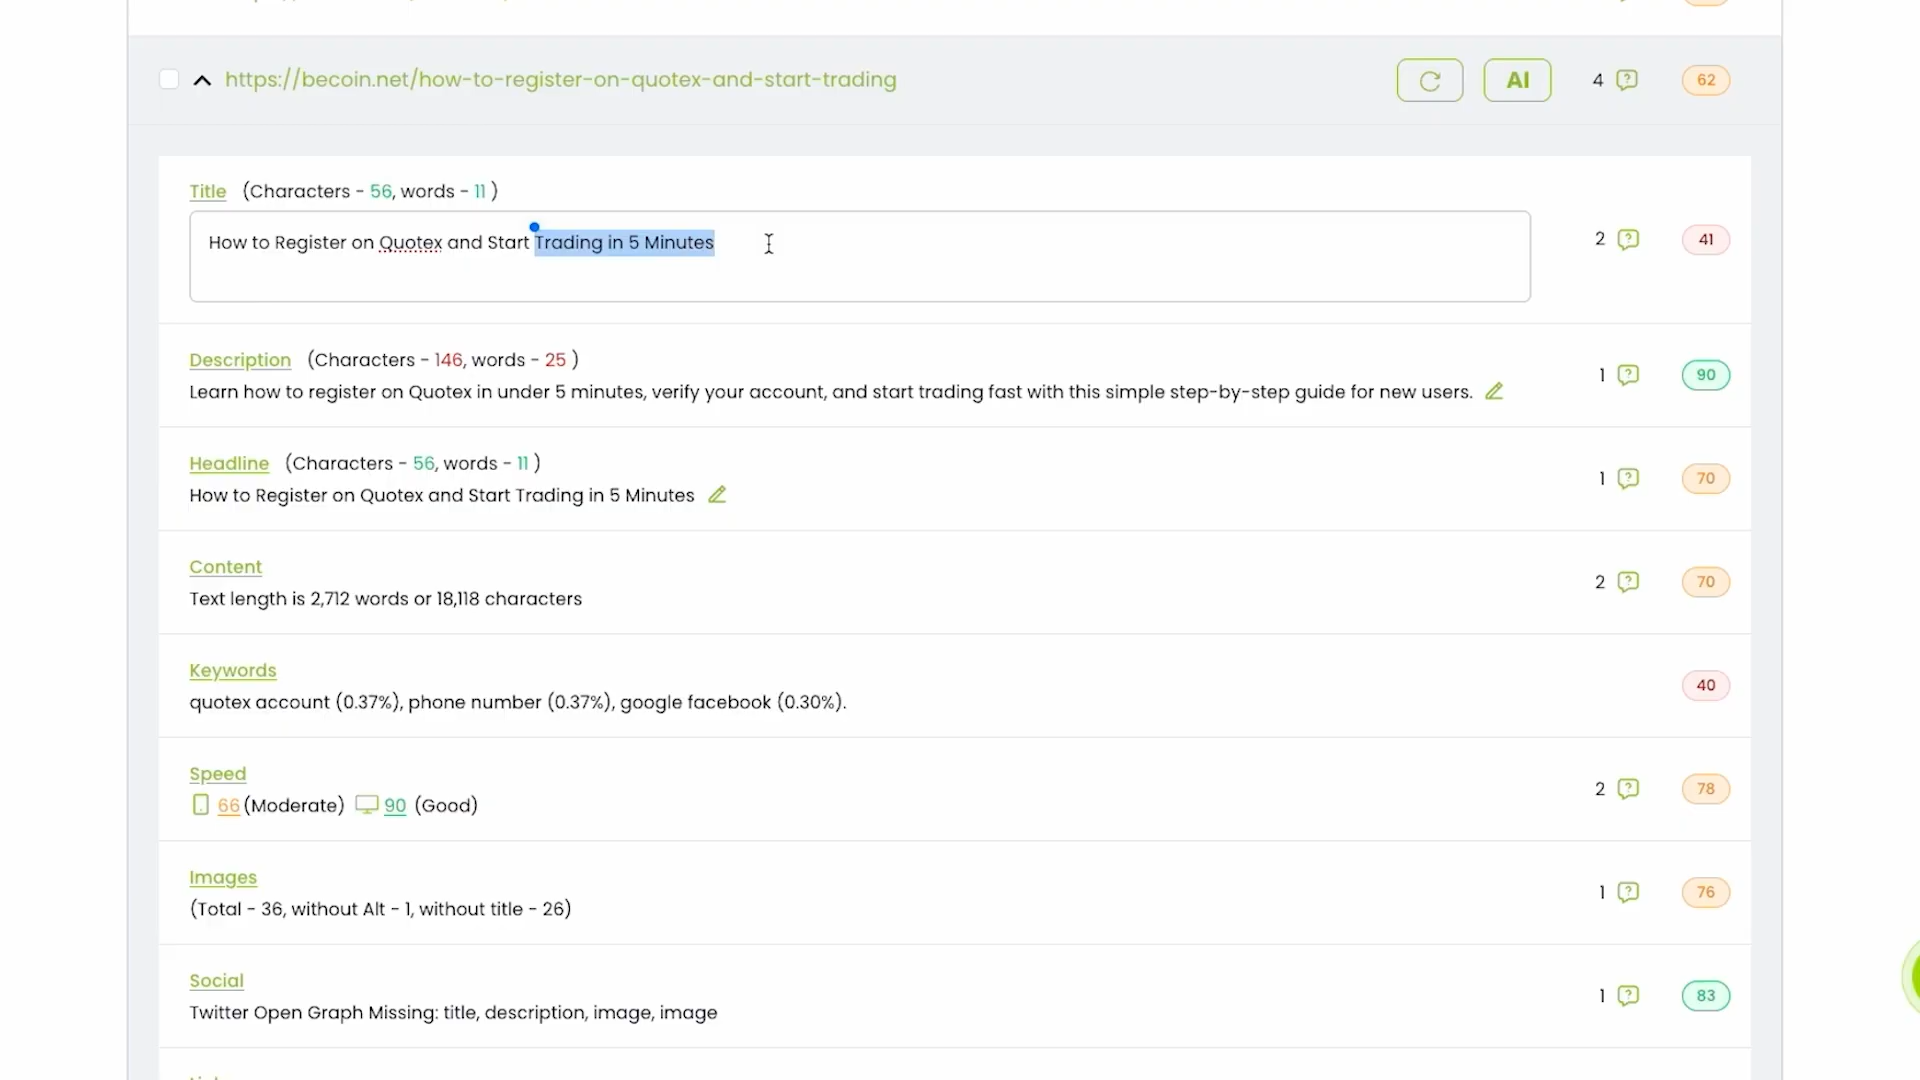 https://becoin.net/how-to-register-on-quotex-and-start-trading AI 4 62
Title (Characters - 56, words - 11 )
How to Register on Quotex and Start Trading in 5 Minutes
2 41
Description (Characters - 146, words - 25 )
Learn how to register on Quotex in under 5 minutes, verify your account, and start trading fast with this simple step-by-step guide for new users.
1 90
Headline (Characters - 56, words - 11 )
How to Register on Quotex and Start Trading in 5 Minutes
1 70
Content
Text length is 2,712 words or 18,118 characters
2 70
Keywords
quotex account (0.37%), phone number (0.37%), google facebook (0.30%).
40
Speed
66 (Moderate) 90 (Good)
2 78
Images
(Total - 36, without Alt - 1, without title - 26)
1 76
Social
Twitter Open Graph Missing: title, description, image, image
1 83